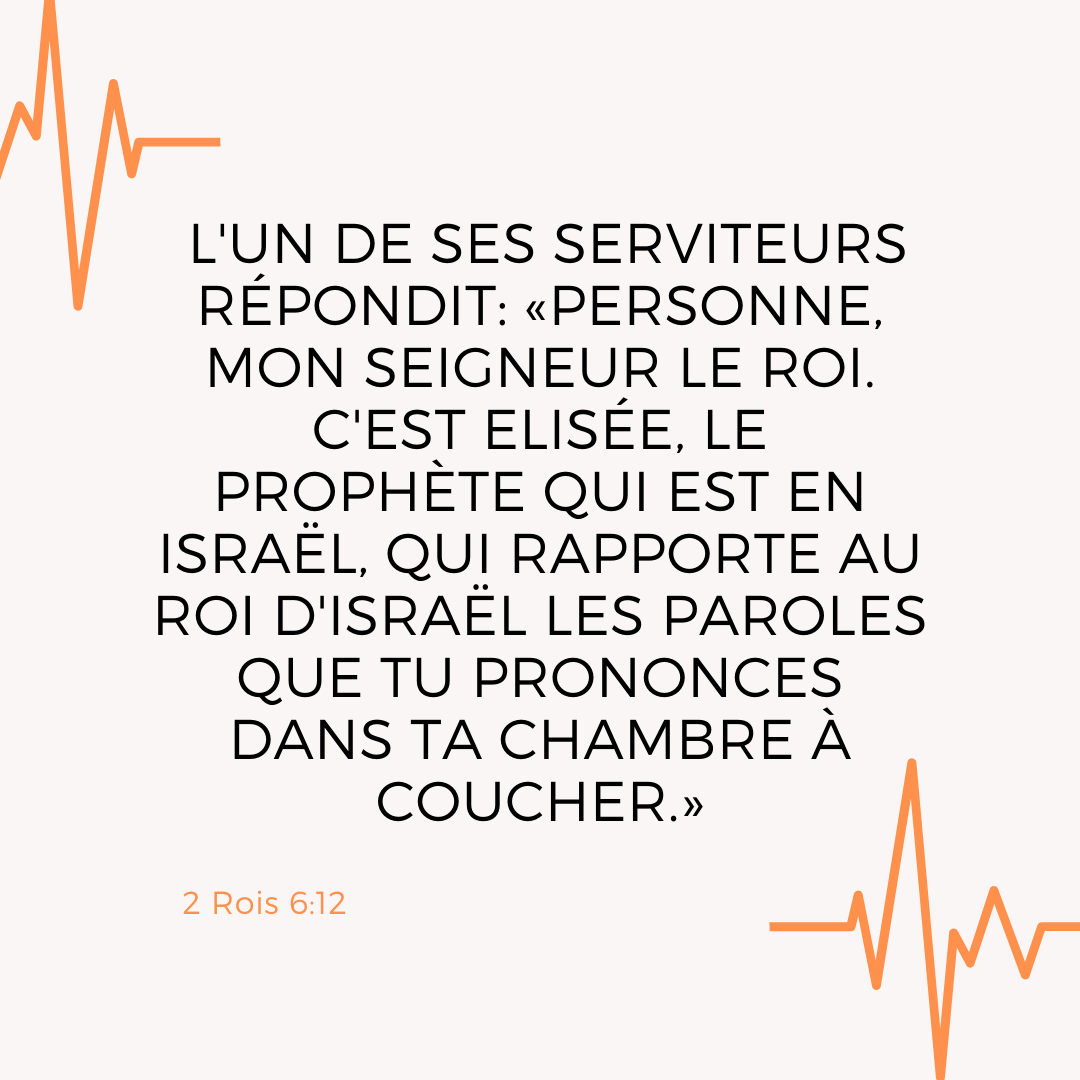 L'UN DE SES SERVITEURS
RÉPONDIT: «PERSONNE,
MON SEIGNEUR LE ROI.
C'EST ELISÉE, LE
PROPHÈTE QUI EST EN
ISRAËL, QUI RAPPORTE AU
ROI D'ISRAËL LES PAROLES
QUE TU PRONONCES
DANS TA CHAMBRE À
COUCHER.»
2 Rois 6:12